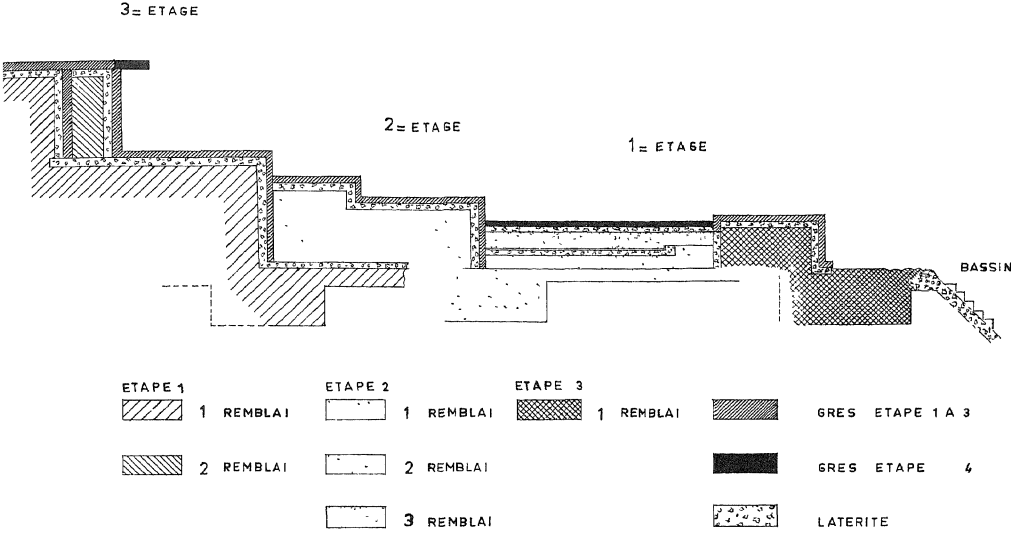 3= ETAGE
2= ETAGE
1= ETAGE
BASSIN
ETAPE 1
ETAPE 2
ETAPE 3
1 REMBLAI
1 REMBLAI
1 REMBLAI
GRES ETAPE 1 A 3
2 REMBLAI
2 REMBLAI
GRES ETAPE 4
3 REMBLAI
LATERITE